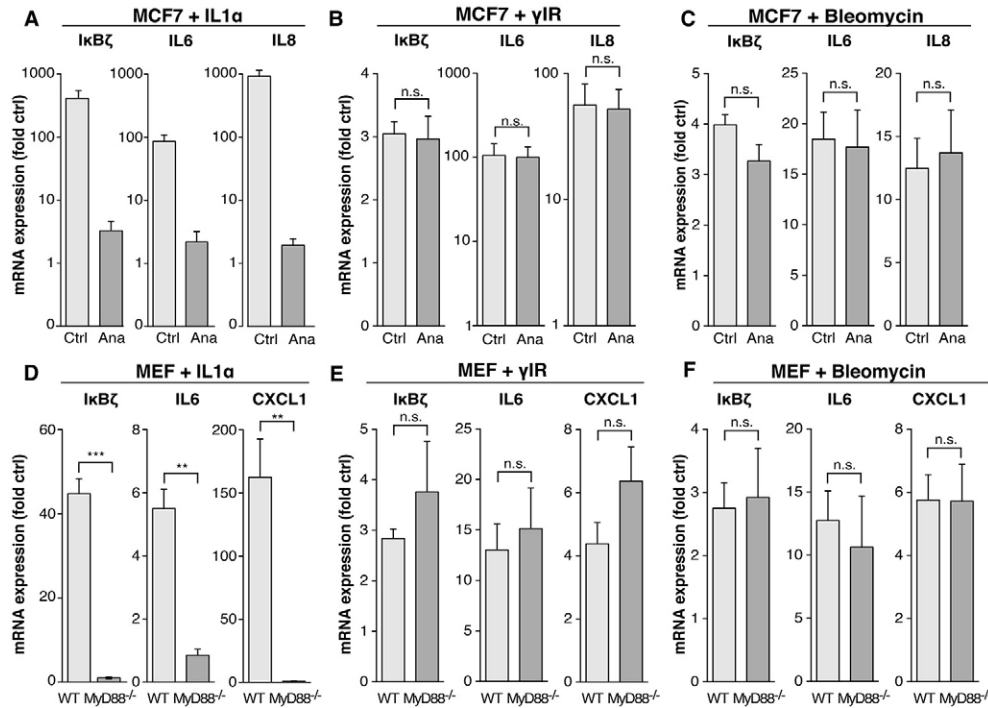 A MCF7 + IL1α
IκBζ IL6 IL8
mRNA expression (fold ctrl)
1000 1000 1000
100 100 100
10 10 10
1 1 1
0 0 0
Ctrl Ana Ctrl Ana Ctrl Ana
B MCF7 + γIR
IκBζ IL6 IL8
mRNA expression (fold ctrl)
4 1000 100
n.s. n.s. n.s.
3 100
2 10 10
1
0 1 1
Ctrl Ana Ctrl Ana Ctrl Ana
C MCF7 + Bleomycin
IκBζ IL6 IL8
mRNA expression (fold ctrl)
5 25 20
n.s. n.s. n.s.
4 20 15
3 15
2 10 10
1 5 5
0 0 0
Ctrl Ana Ctrl Ana Ctrl Ana
D MEF + IL1α
IκBζ IL6 CXCL1
mRNA expression (fold ctrl)
60 8 200
*** ** **
40 6 150
4 100
20 2 50
0 0 0
WT MyD88-/- WT MyD88-/- WT MyD88-/-
E MEF + γIR
IκBζ IL6 CXCL1
mRNA expression (fold ctrl)
5 25 8
n.s. n.s. n.s.
4 20 6
3 15
2 10 4
1 5 2
0 0 0
WT MyD88-/- WT MyD88-/- WT MyD88-/-
F MEF + Bleomycin
IκBζ IL6 CXCL1
mRNA expression (fold ctrl)
4 20 8
n.s. n.s. n.s.
3 15 6
2 10 4
1 5 2
0 0 0
WT MyD88-/- WT MyD88-/- WT MyD88-/-